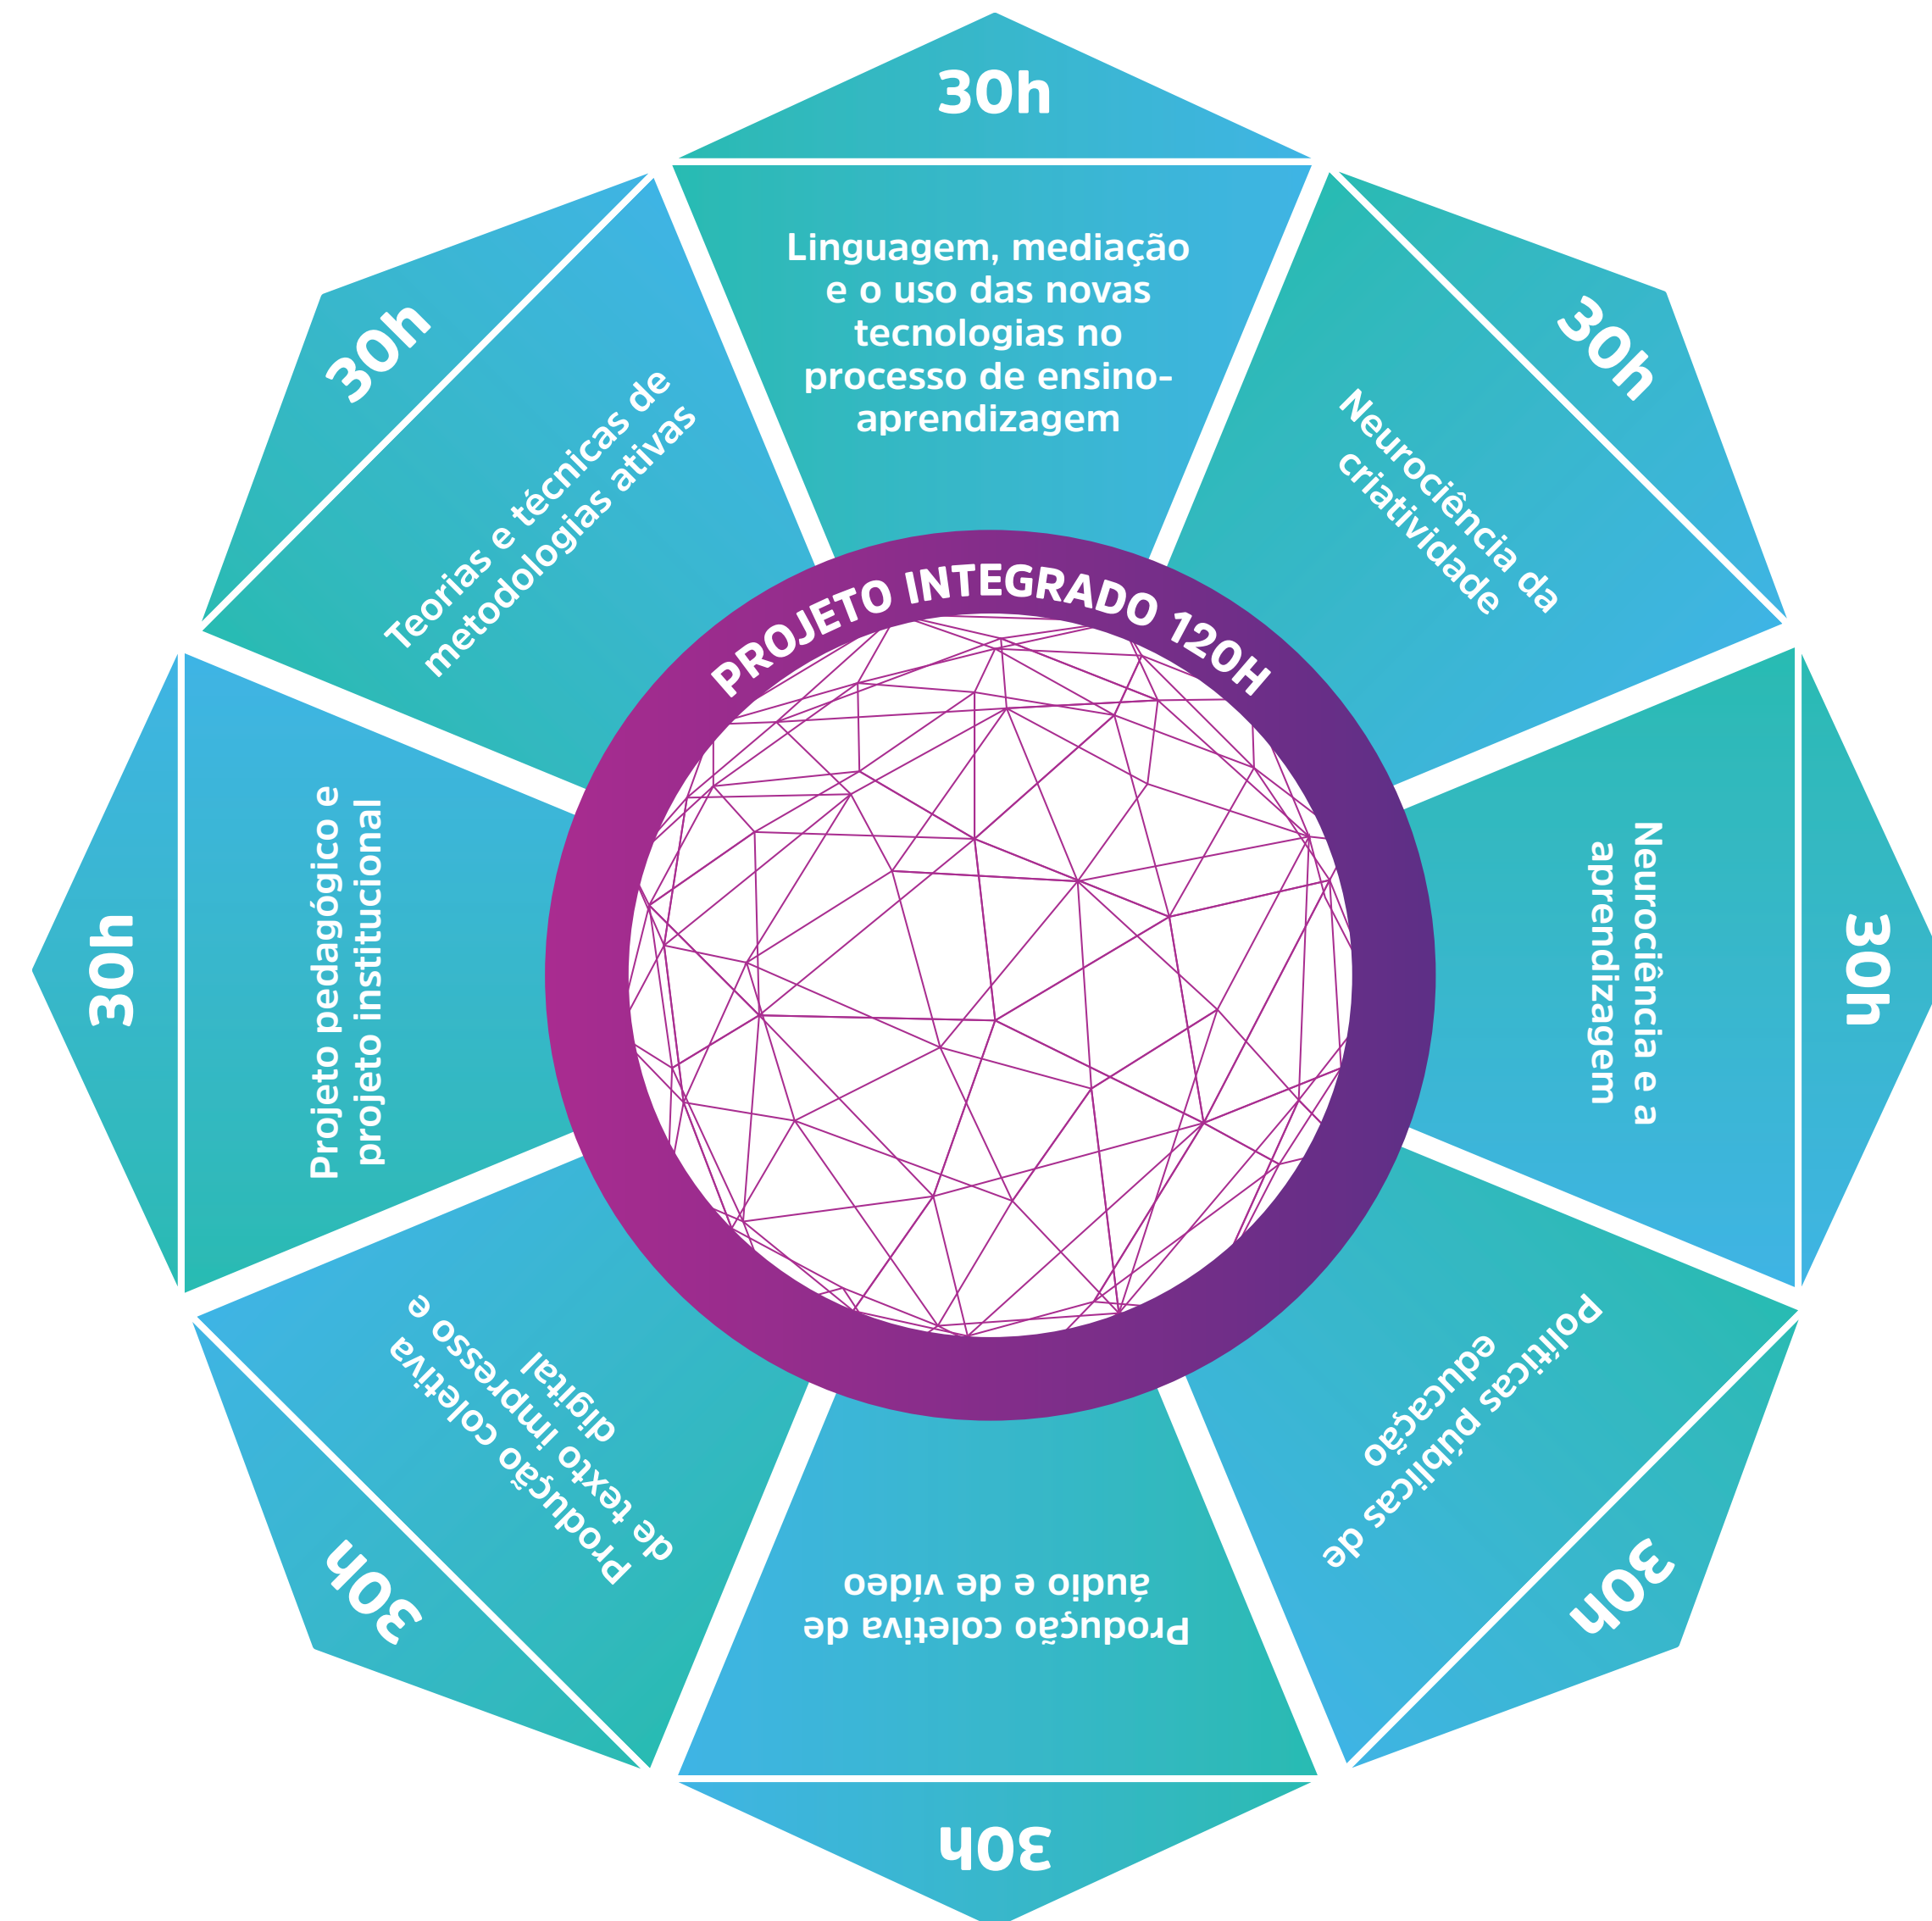 30h
Linguagem, mediação
e o uso das novas
tecnologias no
processo de ensino-
aprendizagem
30h
Neurociência da
criatividade
30h
Neurociência e a
aprendizagem
30h
Políticas públicas de
educação
30h
Produção coletiva de
áudio e de vídeo
30h
Produção coletiva
de texto impresso e
digital
30h
Projeto pedagógico e
projeto institucional
30h
Teorias e técnicas de
metodologias ativas
PROJETO INTEGRADO 120H